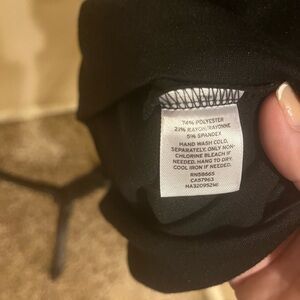 74% POLYESTER
21% RAYON/RAYONNE
5% SPANDEX
HAND WASH COLD,
SEPARATELY. ONLY NON-
CHLORINE BLEACH IF
NEEDED. HANG TO DRY.
COOL IRON IF NEEDED.
RN58665
CA57963
HA32D952WI